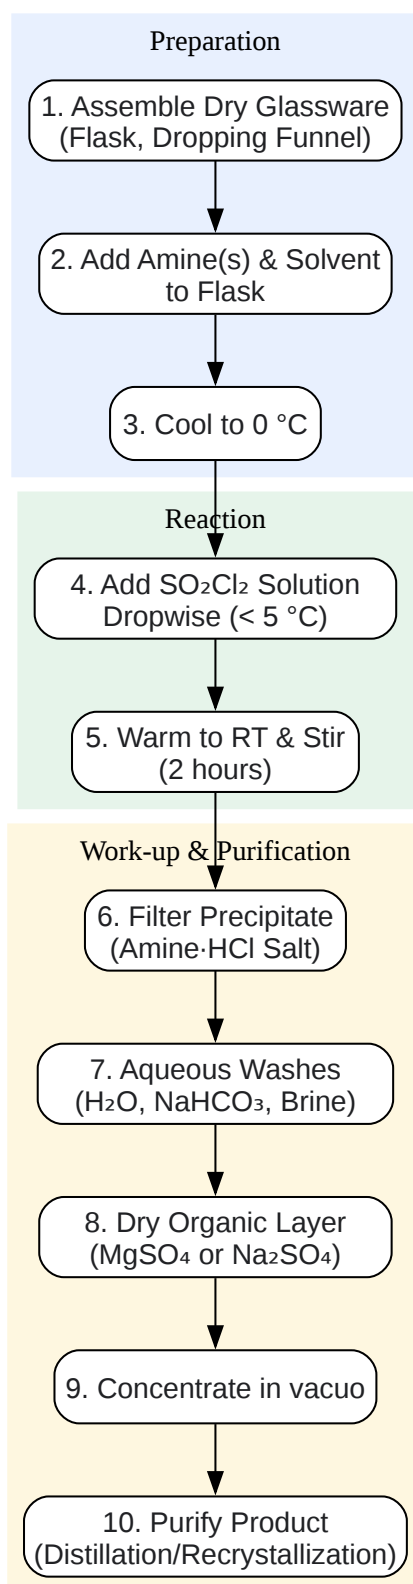 Preparation
1. Assemble Dry Glassware
(Flask, Dropping Funnel)
2. Add Amine(s) & Solvent
to Flask
3. Cool to 0 °C
Reaction
4. Add SO₂Cl₂ Solution
Dropwise (< 5 °C)
5. Warm to RT & Stir
(2 hours)
Work-up & Purification
6. Filter Precipitate
(Amine·HCl Salt)
7. Aqueous Washes
(H₂O, NaHCO₃, Brine)
8. Dry Organic Layer
(MgSO₄ or Na₂SO₄)
9. Concentrate in vacuo
10. Purify Product
(Distillation/Recrystallization)